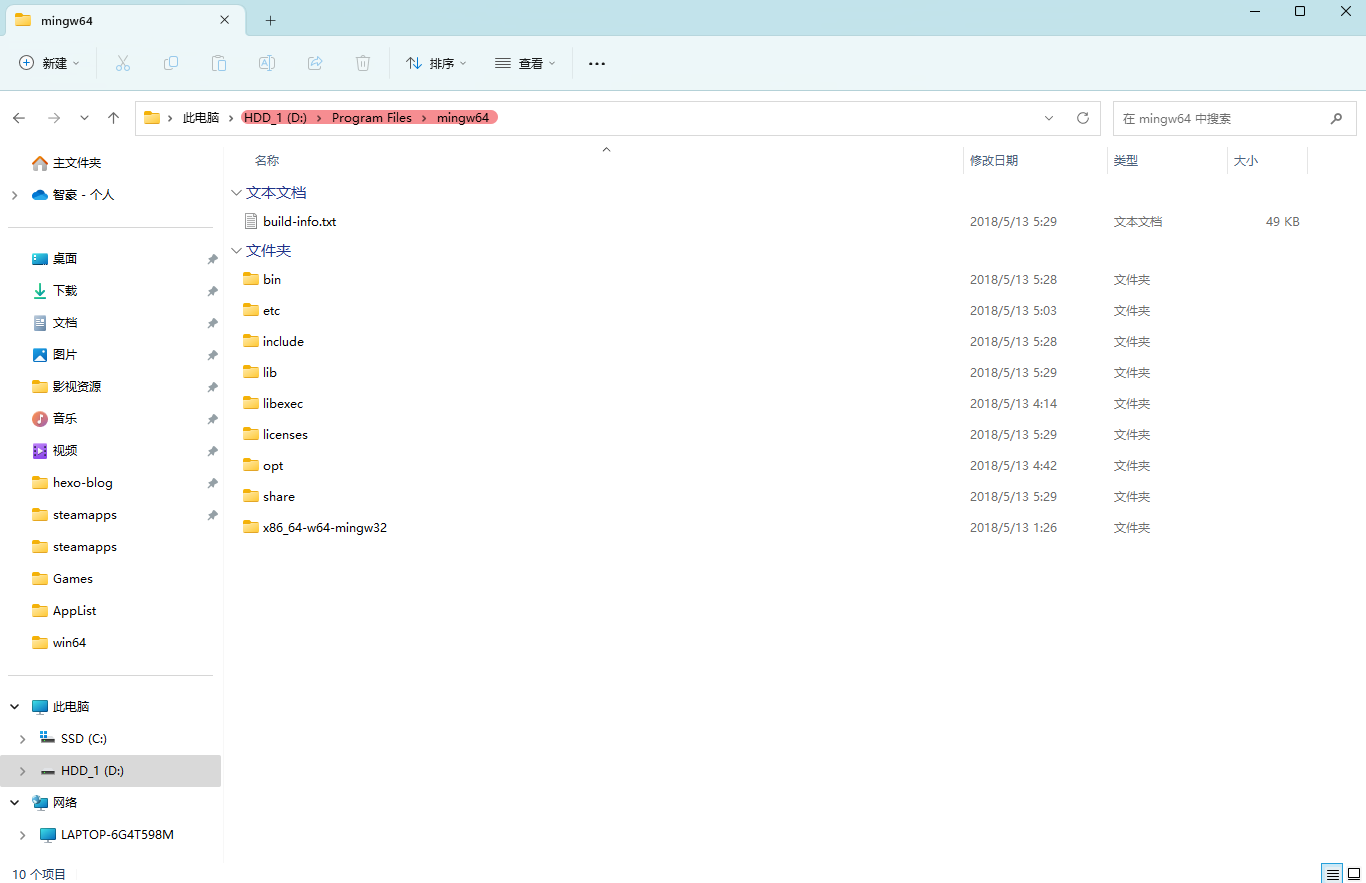 mingw64
新建
排序
查看
此电脑 HDD_1 (D:) Program Files mingw64
在 mingw64 中搜索
主文件夹
智豪 - 个人
桌面
下载
文档
图片
影视资源
音乐
视频
hexo-blog
steamapps
steamapps
Games
AppList
win64
此电脑
SSD (C:)
HDD_1 (D:)
网络
LAPTOP-6G4T598M
名称 修改日期 类型 大小
文本文档
build-info.txt 2018/5/13 5:29 文本文档 49 KB
文件夹
bin 2018/5/13 5:28 文件夹
etc 2018/5/13 5:03 文件夹
include 2018/5/13 5:28 文件夹
lib 2018/5/13 5:29 文件夹
libexec 2018/5/13 4:14 文件夹
licenses 2018/5/13 5:29 文件夹
opt 2018/5/13 4:42 文件夹
share 2018/5/13 5:29 文件夹
x86_64-w64-mingw32 2018/5/13 1:26 文件夹
10 个项目